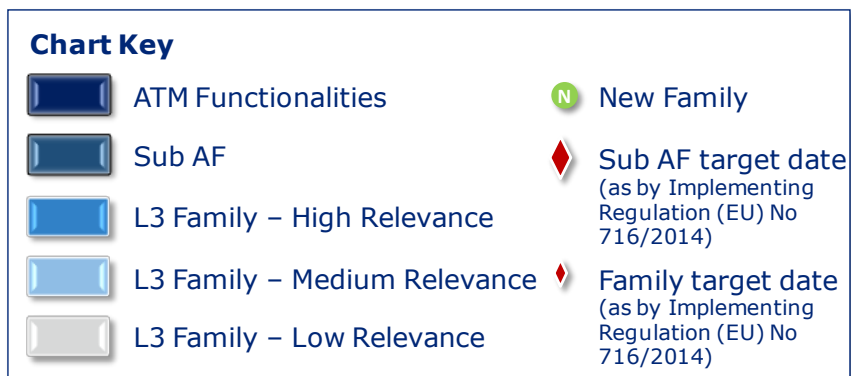 Chart Key
ATM Functionalities
Sub AF
L3 Family – High Relevance
L3 Family – Medium Relevance
L3 Family – Low Relevance
N
New Family
Sub AF target date
(as by Implementing
Regulation (EU) No
716/2014)
Family target date
(as by Implementing
Regulation (EU) No
716/2014)